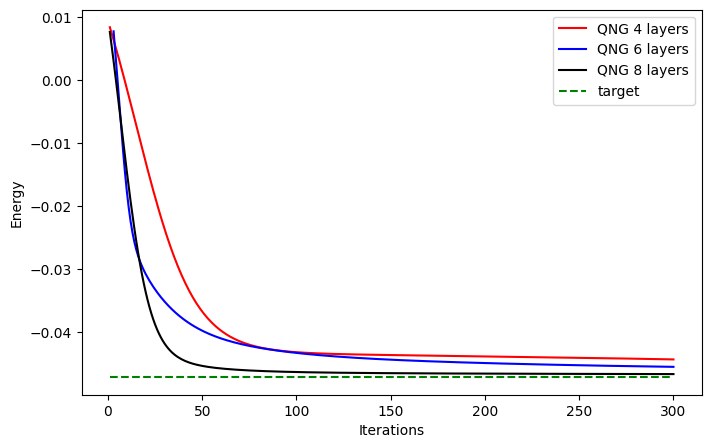 0.01
0.00
−0.01
−0.02
−0.03
−0.04
Energy
0
50
100
150
200
250
300
Iterations
QNG 4 layers
QNG 6 layers
QNG 8 layers
target